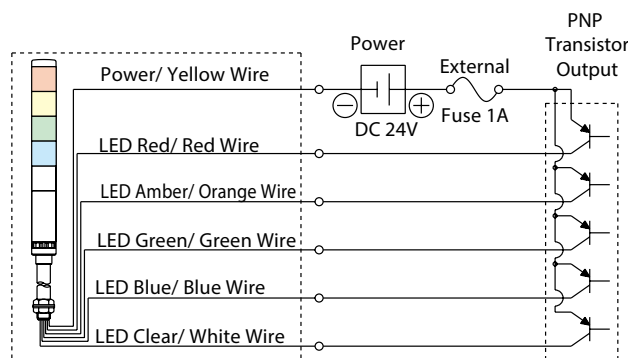 PNP
Transistor
Output
Power
External
Fuse 1A
DC 24V
Power/ Yellow Wire
LED Red/ Red Wire
LED Amber/ Orange Wire
LED Green/ Green Wire
LED Blue/ Blue Wire
LED Clear/ White Wire